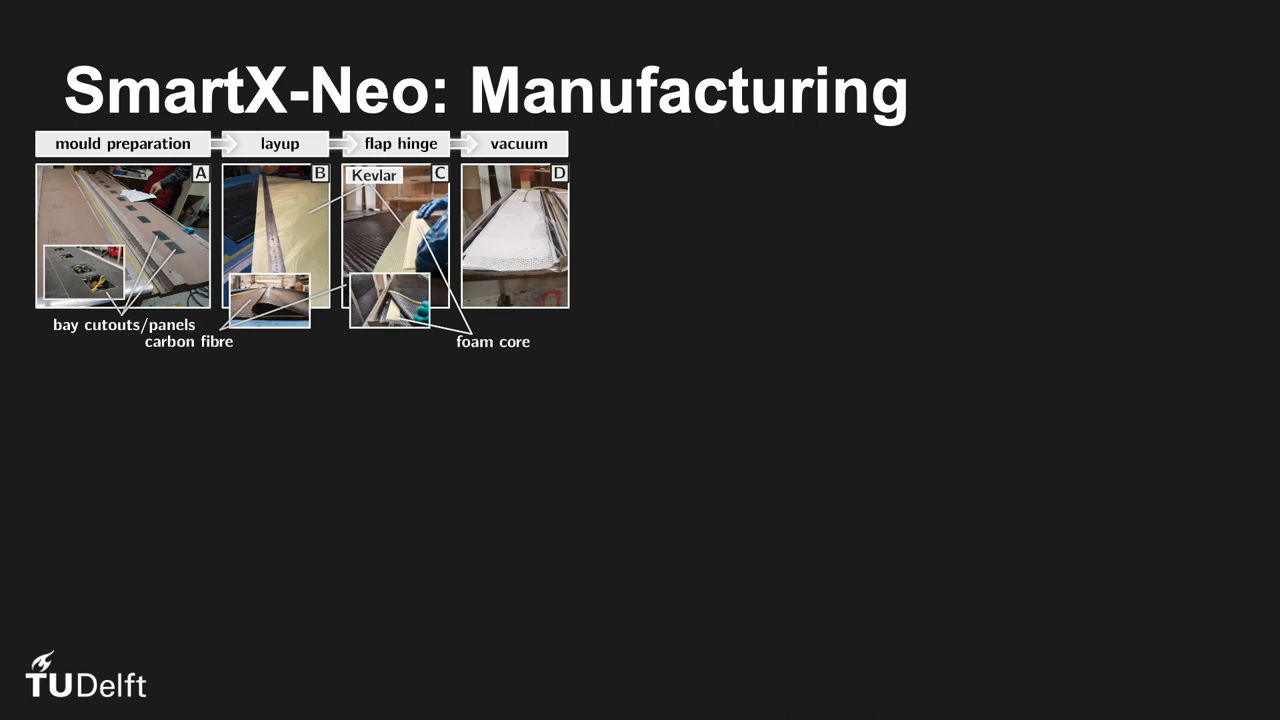 SmartX-Neo: Manufacturing
mould preparation
layup
flap hinge
vacuum
A
B
Kevlar
C
D
bay cutouts/panels
carbon fibre
foam core
TUDelft